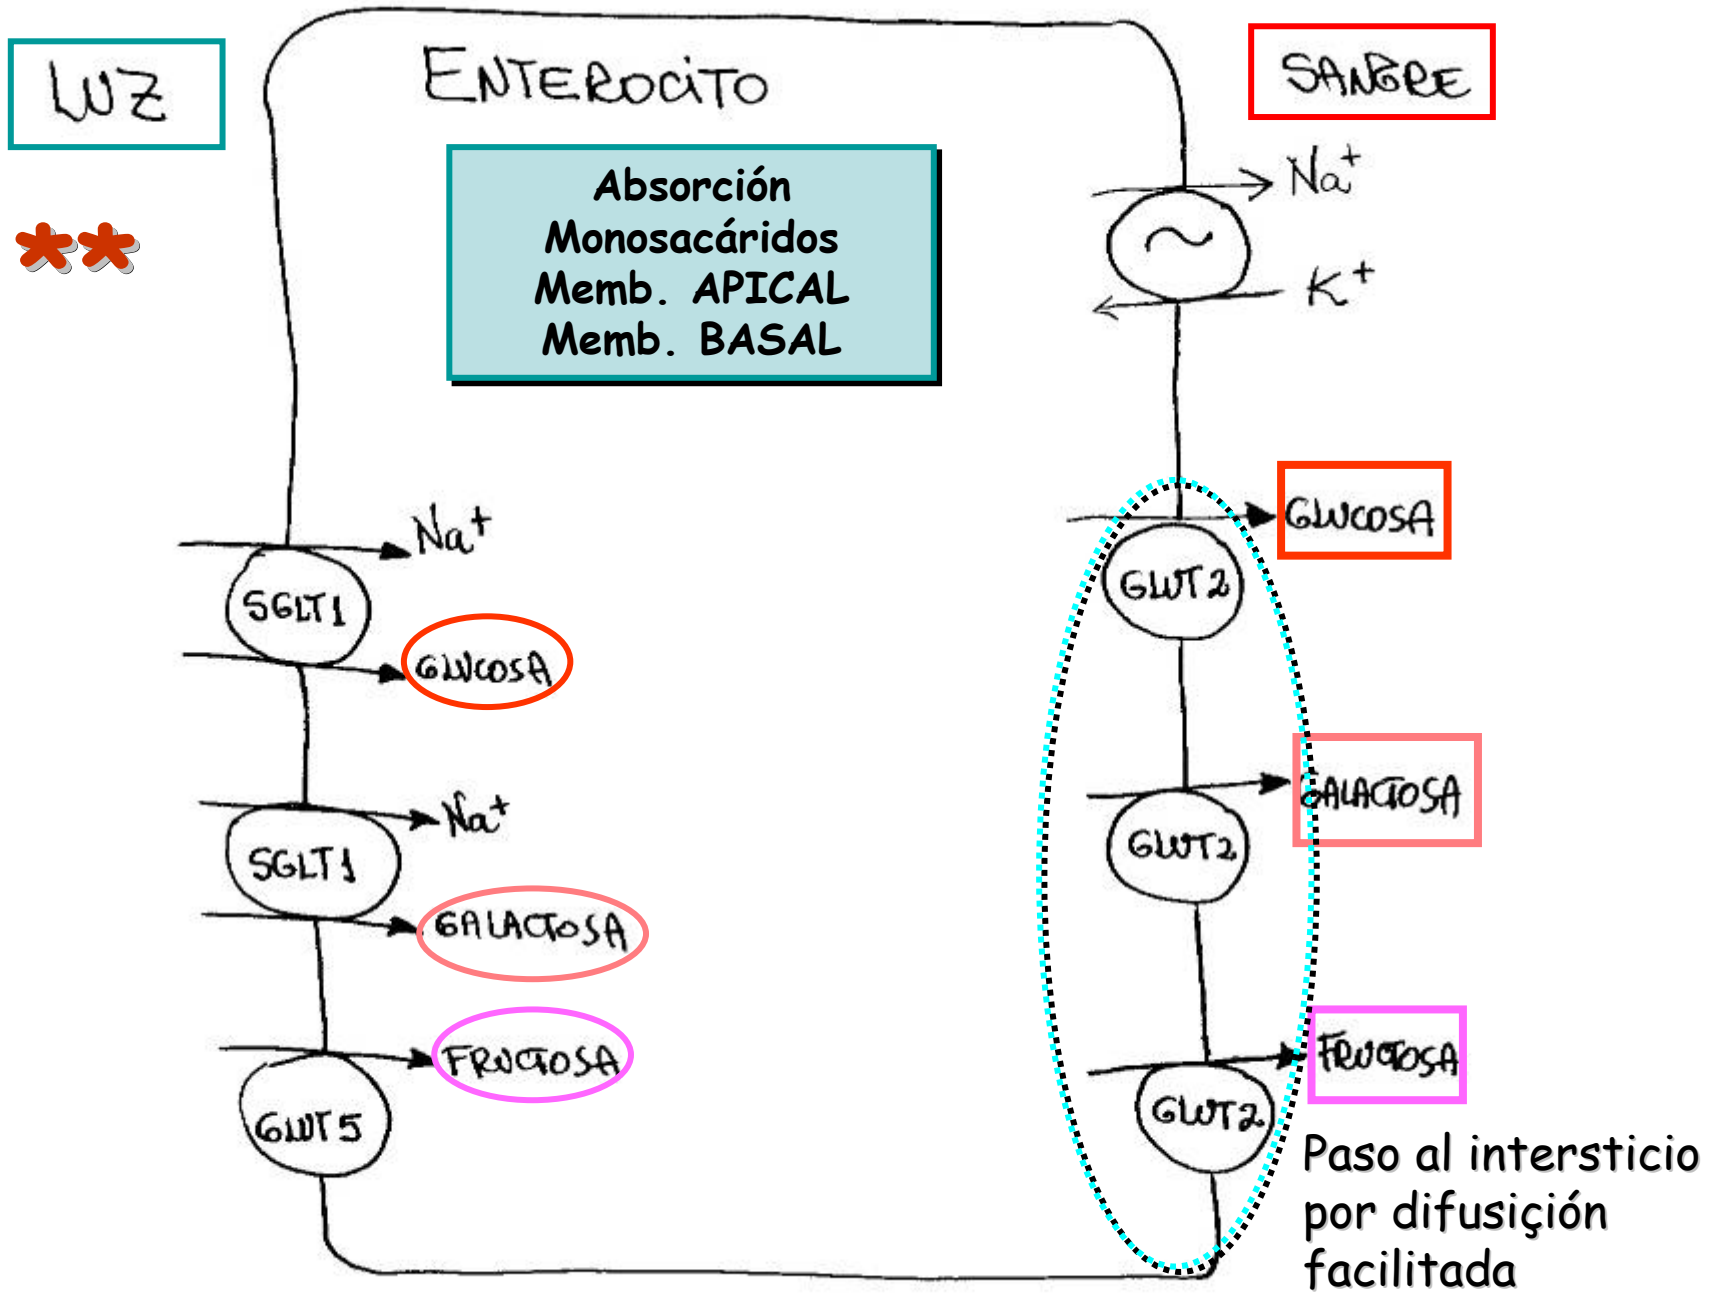 LUZ
ENTEROCITO
SANGRE
**
Absorción
Monosacáridos
Memb. APICAL
Memb. BASAL
Na+
~
K+
Na+
SGLT1
GLUCOSA
Na+
SGLT1
GALACTOSA
FRUCTOSA
GLUT5
GLUCOSA
GLUT2
GALACTOSA
GLUT2
FRUCTOSA
GLUT2
Paso al intersticio
por difusiçión
facilitada